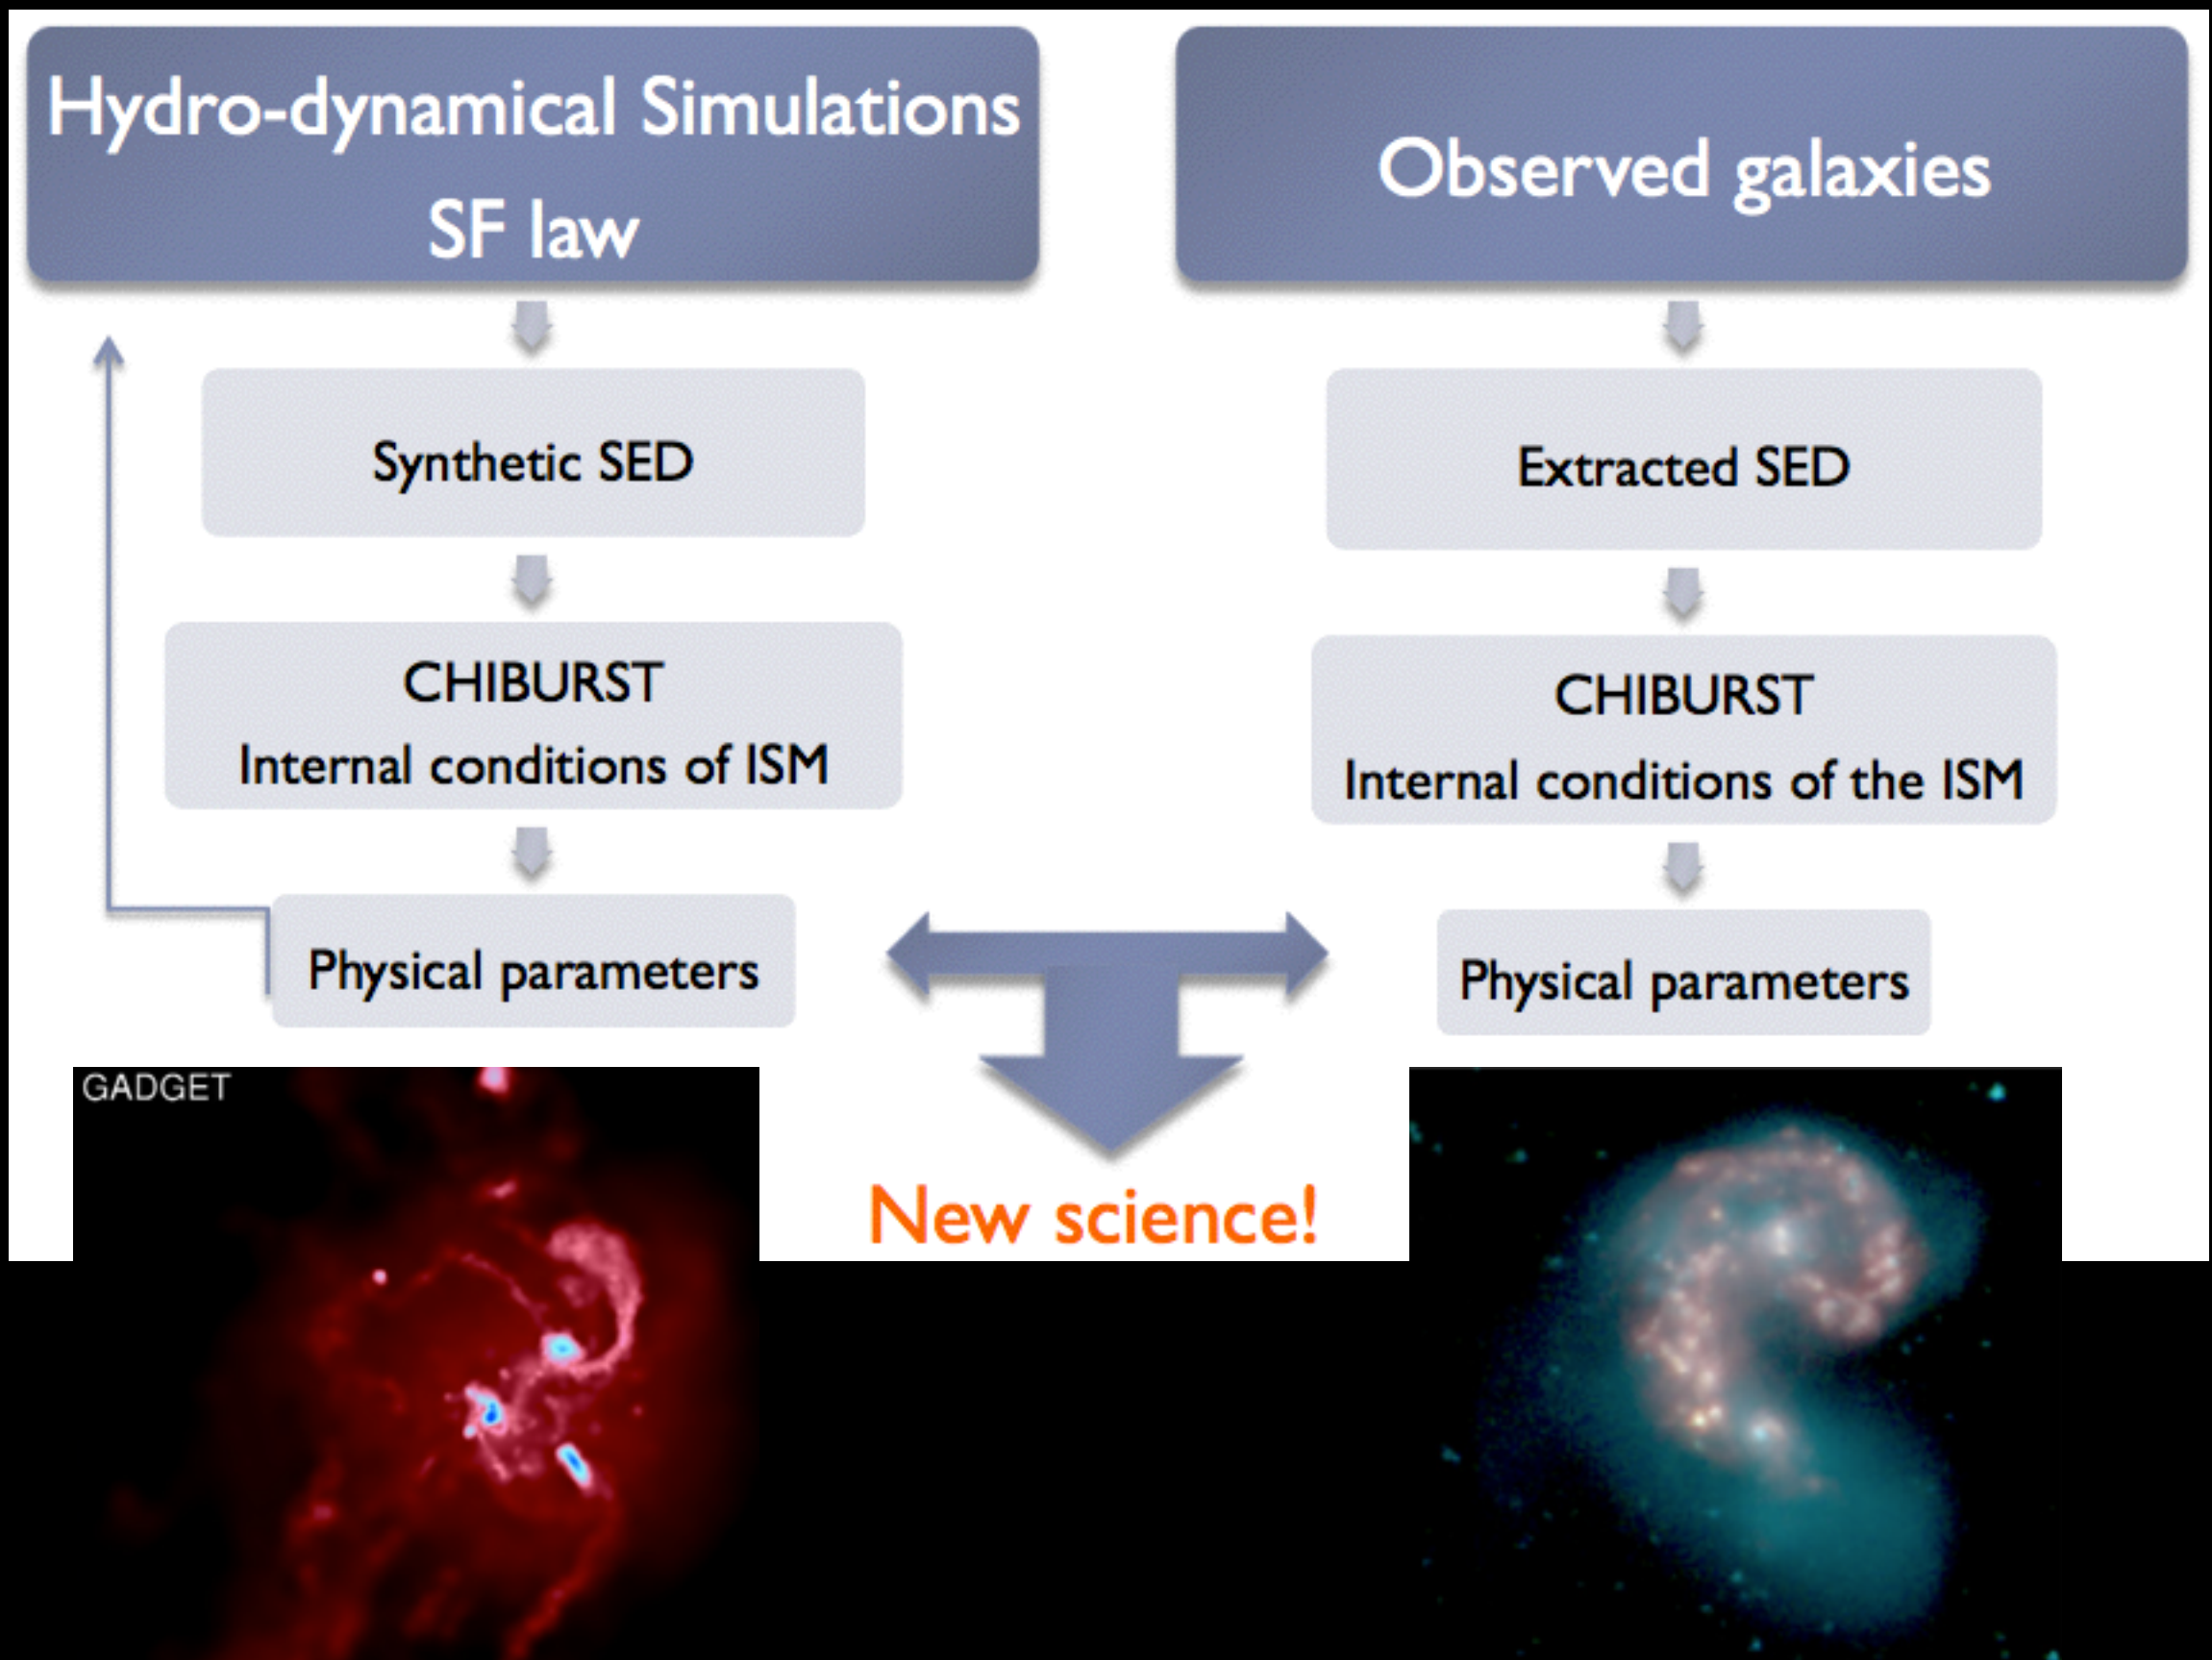 Hydro-dynamical Simulations
SF law
Synthetic SED
CHIBURST
Internal conditions of ISM
Physical parameters
GADGET
Observed galaxies
Extracted SED
CHIBURST
Internal conditions of the ISM
Physical parameters
New science!